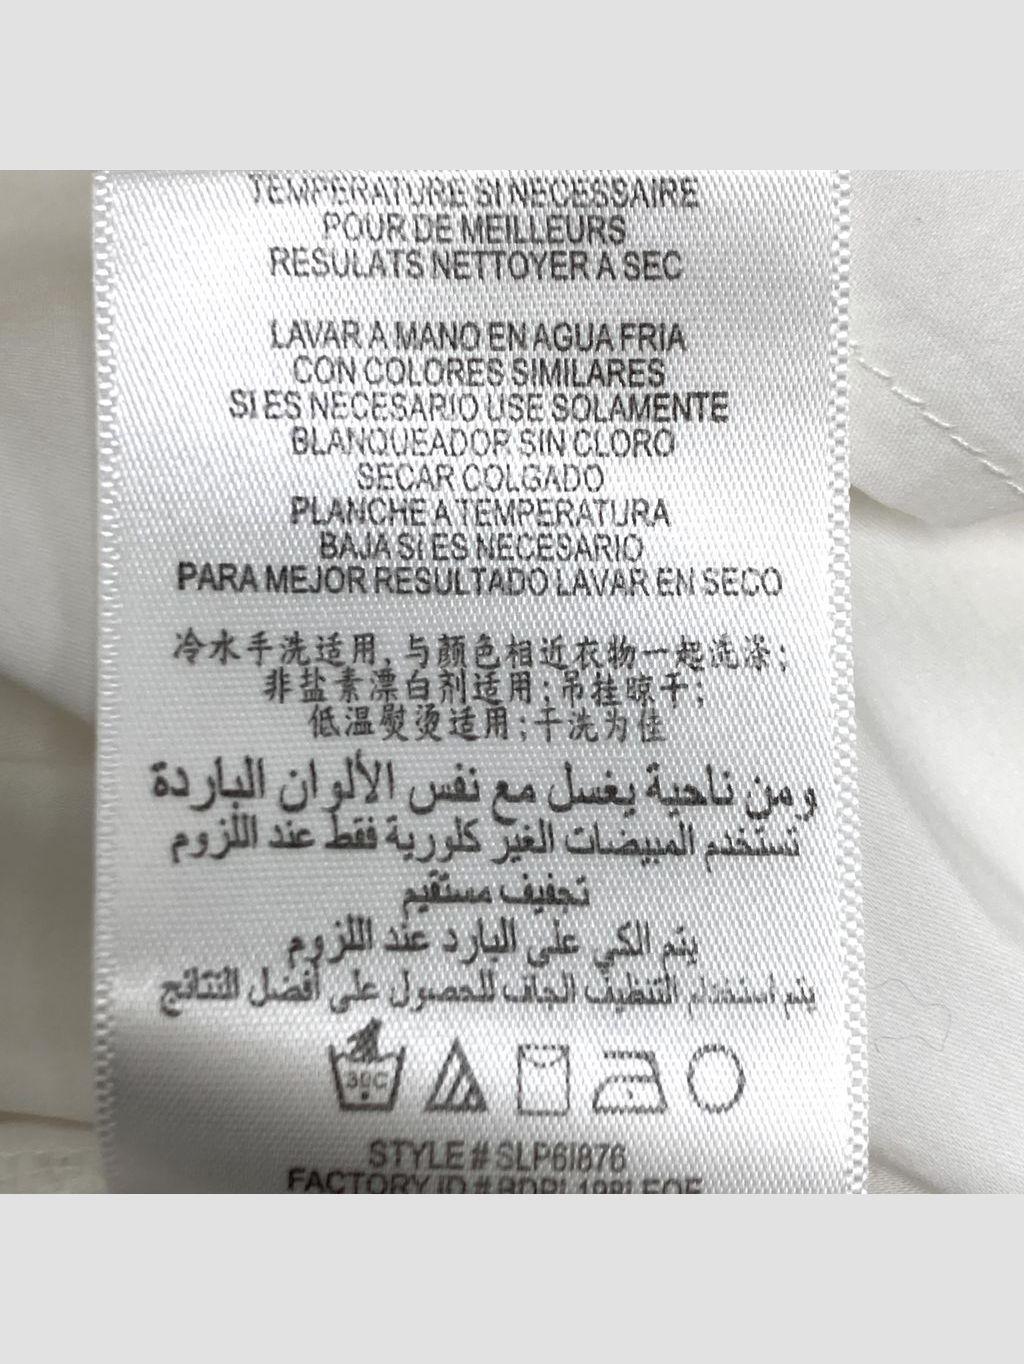 TEMPERATURE SI NECESSAIRE
POUR DE MEILLEURS
RESULATS NETTOYER A SEC
LAVAR A MANO EN AGUA FRIA
CON COLORES SIMILARES
SI ES NECESARIO USE SOLAMENTE
BLANQUEADOR SIN CLORO
SECAR COLGADO
PLANCHE A TEMPERATURA
BAJA SI ES NECESARIO
PARA MEJOR RESULTADO LAVAR EN SECO
冷水手洗适用,与颜色相近衣物一起洗涤;
非盐素漂白剂适用;吊挂晾干;
低温熨烫适用;干洗为佳
ومن ناحية يغسل مع نفس الألوان الباردة
تستخدم المبيضات الغير كلورية فقط عند اللزوم
تجفيف مستقيم
يتم الكي على البارد عند اللزوم
يتم استخدام التنظيف الجاف للحصول على أفضل النتائج
30C
STYLE # SLP6I876
FACTORY ID #